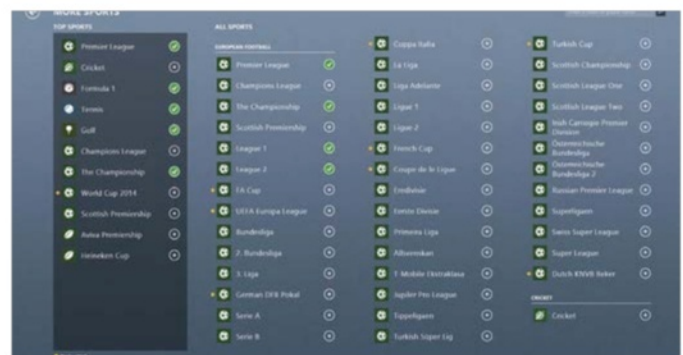 MORE SPORTS
TOP SPORTS
Premier League
Cricket
Formula 1
Tennis
Golf
Champions League
The Championship
World Cup 2014
Scottish Premiership
Aviva Premiership
Heineken Cup
ALL SPORTS
EUROPEAN FOOTBALL
Premier League
Champions League
The Championship
Scottish Premiership
League 1
League 2
FA Cup
UEFA Europa League
Bundesliga
2. Bundesliga
3. Liga
German DFB Pokal
Serie A
Serie B
Coppa Italia
La Liga
Liga Adelante
Ligue 1
Ligue 2
French Cup
Coupe de la Ligue
Eredivisie
Eerste Divisie
Primeira Liga
Allsvenskan
T-Mobile Ekstraklasa
Jupiler Pro League
Tippeligaen
Turkish Super Lig
Turkish Cup
Scottish Championship
Scottish League One
Scottish League Two
Irish Carnegie Premier
Division
Österreichische
Bundesliga
Österreichische
Bundesliga 2
Russian Premier League
Superligaen
Swiss Super League
Super League
Dutch KNVB Beker
CRICKET
Cricket